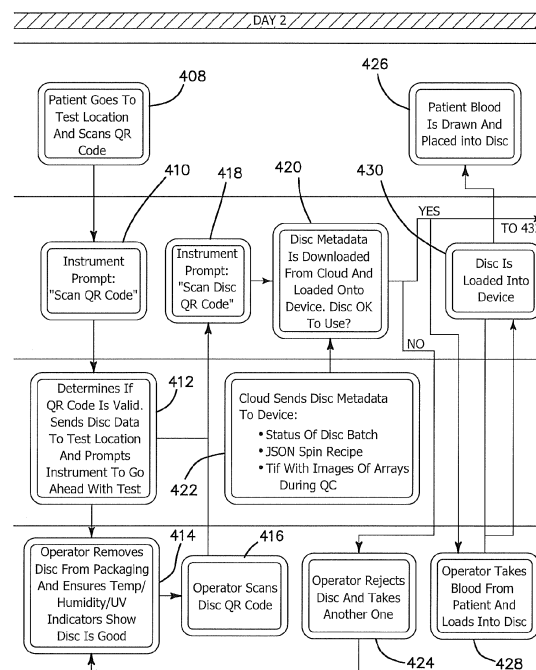 DAY 2
408
Patient Goes To
Test Location
And Scans QR
Code
426
Patient Blood
Is Drawn And
Placed into Disc
410
Instrument
Prompt:
"Scan QR Code"
418
Instrument
Prompt:
"Scan Disc
QR Code"
420
Disc Metadata
Is Downloaded
From Cloud And
Loaded Onto
Device. Disc OK
To Use?
YES
TO 43
NO
430
Disc Is
Loaded Into
Device
412
Determines If
QR Code Is Valid.
Sends Disc Data
To Test Location
And Prompts
Instrument To Go
Ahead With Test
422
Cloud Sends Disc Metadata
To Device:
• Status Of Disc Batch
• JSON Spin Recipe
• Tif With Images Of Arrays
During QC
414
Operator Removes
Disc From Packaging
And Ensures Temp/
Humidity/UV
Indicators Show
Disc Is Good
416
Operator Scans
Disc QR Code
Operator Rejects
Disc And Takes
Another One
424
Operator Takes
Blood From
Patient And
Loads Into Disc
428